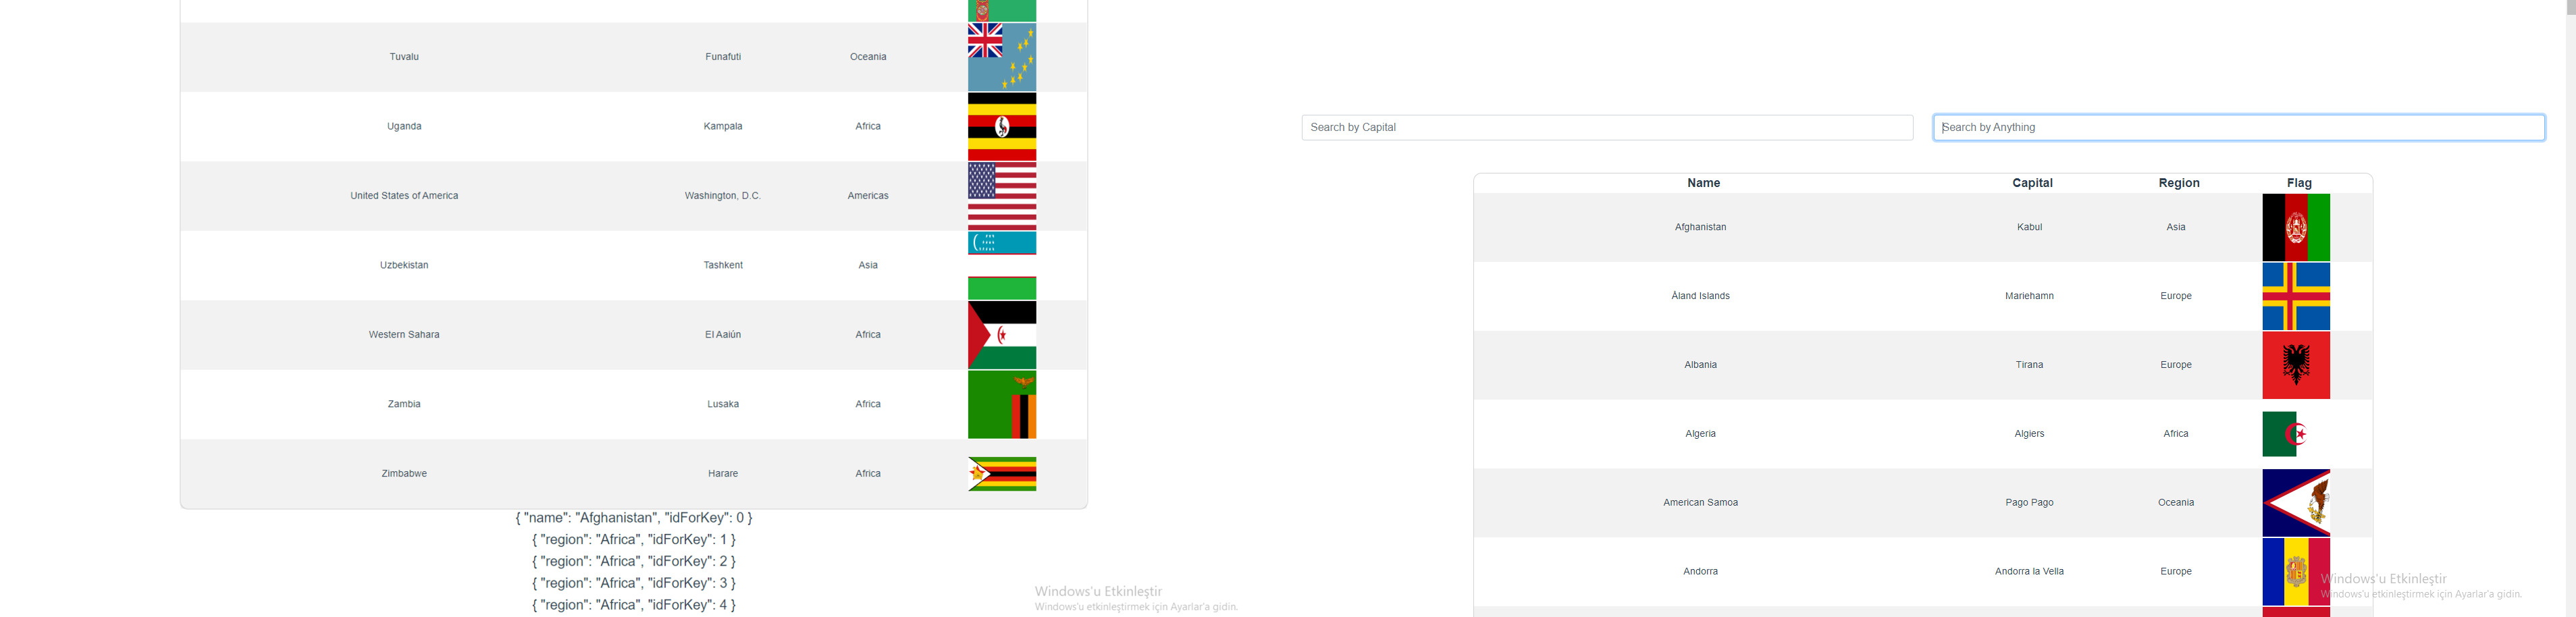 Tuvalu Funafuti Oceania
Uganda Kampala Africa
United States of America Washington, D.C. Americas
Uzbekistan Tashkent Asia
Western Sahara El Aaiún Africa
Zambia Lusaka Africa
Zimbabwe Harare Africa
{ "name": "Afghanistan", "idForKey": 0 }
{ "region": "Africa", "idForKey": 1 }
{ "region": "Africa", "idForKey": 2 }
{ "region": "Africa", "idForKey": 3 }
{ "region": "Africa", "idForKey": 4 }
Windows'u Etkinleştir
Windows'u etkinleştirmek için Ayarlar'a gidin.
Search by Capital
Search by Anything
Name Capital Region Flag
Afghanistan Kabul Asia
Åland Islands Mariehamn Europe
Albania Tirana Europe
Algeria Algiers Africa
American Samoa Pago Pago Oceania
Andorra Andorra la Vella Europe
Windows'u Etkinleştir
Windows'u etkinleştirmek için Ayarlar'a gidin.